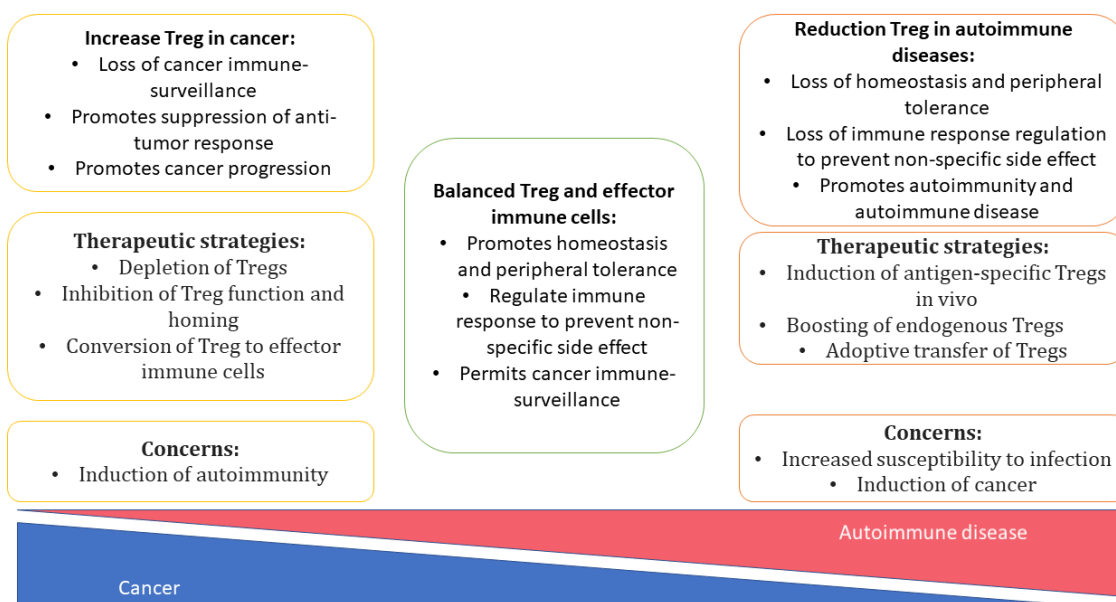 Increase Treg in cancer:
• Loss of cancer immune-
surveillance
• Promotes suppression of anti-
tumor response
• Promotes cancer progression
Therapeutic strategies:
• Depletion of Tregs
• Inhibition of Treg function and
homing
• Conversion of Treg to effector
immune cells
Concerns:
• Induction of autoimmunity
Balanced Treg and effector
immune cells:
• Promotes homeostasis
and peripheral tolerance
• Regulate immune
response to prevent non-
specific side effect
• Permits cancer immune-
surveillance
Reduction Treg in autoimmune
diseases:
• Loss of homeostasis and peripheral
tolerance
• Loss of immune response regulation
to prevent non-specific side effect
• Promotes autoimmunity and
autoimmune disease
Therapeutic strategies:
• Induction of antigen-specific Tregs
in vivo
• Boosting of endogenous Tregs
• Adoptive transfer of Tregs
Concerns:
• Increased susceptibility to infection
• Induction of cancer
Autoimmune disease
Cancer